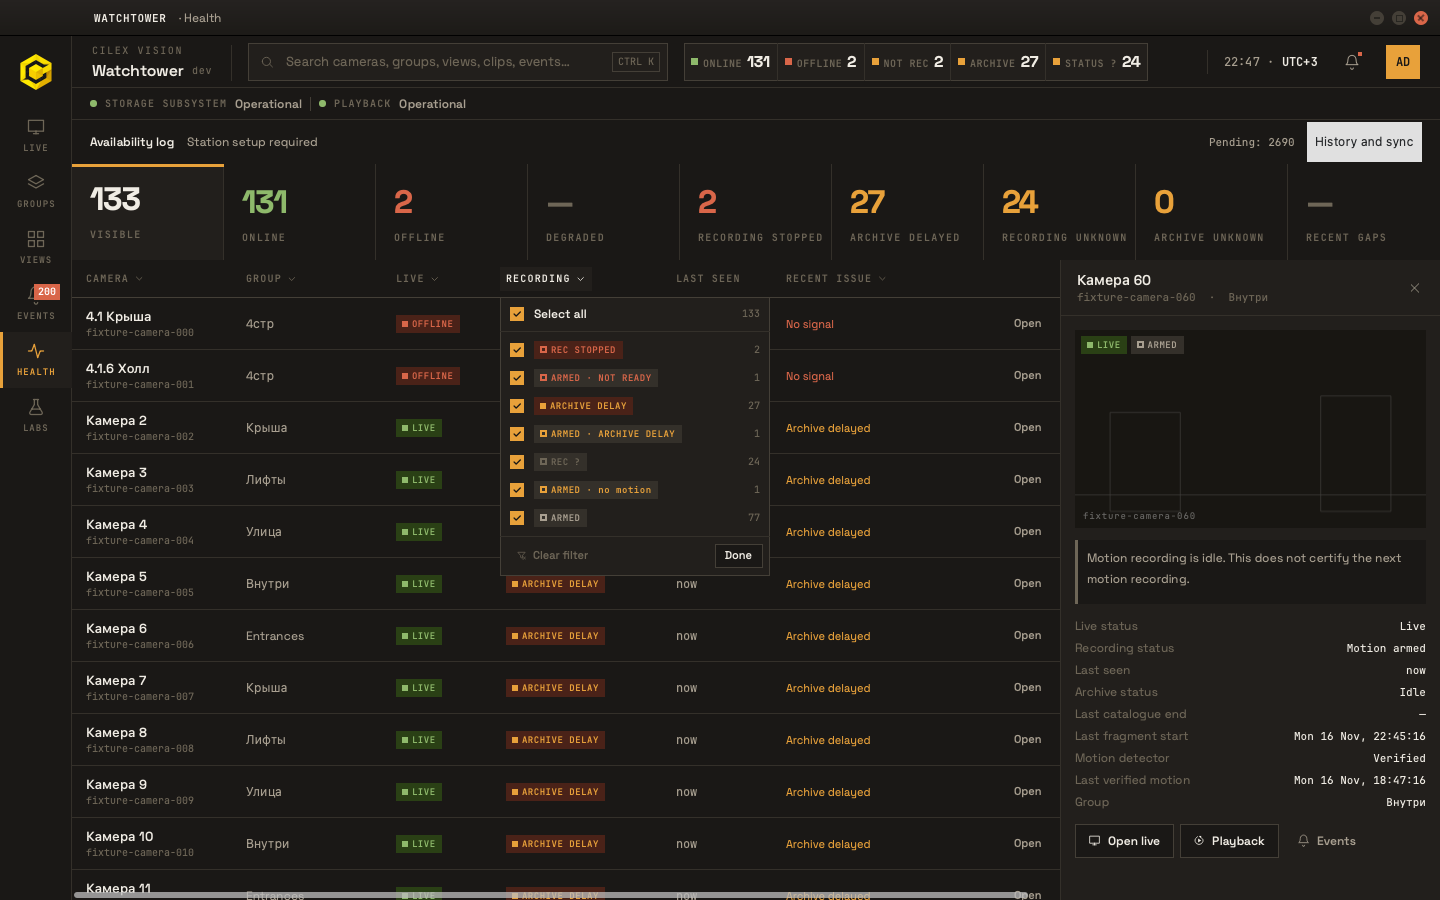 WATCHTOWER · Health
CILEX VISION
Watchtower dev
Search cameras, groups, views, clips, events...
CTRL K
ONLINE 131
OFFLINE 2
NOT REC 2
ARCHIVE 27
STATUS ? 24
22:47 · UTC+3
AD
STORAGE SUBSYSTEM Operational
PLAYBACK Operational
LIVE
GROUPS
VIEWS
200
EVENTS
HEALTH
LABS
Availability log Station setup required
Pending: 2690
History and sync
133
VISIBLE
131
ONLINE
2
OFFLINE
—
DEGRADED
2
RECORDING STOPPED
27
ARCHIVE DELAYED
24
RECORDING UNKNOWN
0
ARCHIVE UNKNOWN
—
RECENT GAPS
CAMERA GROUP LIVE RECORDING LAST SEEN RECENT ISSUE
4.1 Крыша
fixture-camera-000
4стр
OFFLINE
No signal
Open
4.1.6 Холл
fixture-camera-001
4стр
OFFLINE
No signal
Open
Камера 2
fixture-camera-002
Крыша
LIVE
Archive delayed
Open
Камера 3
fixture-camera-003
Лифты
LIVE
Archive delayed
Open
Камера 4
fixture-camera-004
Улица
LIVE
Archive delayed
Open
Камера 5
fixture-camera-005
Внутри
LIVE
ARCHIVE DELAY
now
Archive delayed
Open
Камера 6
fixture-camera-006
Entrances
LIVE
ARCHIVE DELAY
now
Archive delayed
Open
Камера 7
fixture-camera-007
Крыша
LIVE
ARCHIVE DELAY
now
Archive delayed
Open
Камера 8
fixture-camera-008
Лифты
LIVE
ARCHIVE DELAY
now
Archive delayed
Open
Камера 9
fixture-camera-009
Улица
LIVE
ARCHIVE DELAY
now
Archive delayed
Open
Камера 10
fixture-camera-010
Внутри
LIVE
ARCHIVE DELAY
now
Archive delayed
Open
Камера 11
Entrances
LIVE
ARCHIVE DELAY
now
Archive delayed
Open
Select all 133
REC STOPPED 2
ARMED · NOT READY 1
ARCHIVE DELAY 27
ARMED · ARCHIVE DELAY 1
REC ? 24
ARMED · no motion 1
ARMED 77
Clear filter
Done
Камера 60
fixture-camera-060 · Внутри
LIVE
ARMED
fixture-camera-060
Motion recording is idle. This does not certify the next
motion recording.
Live status Live
Recording status Motion armed
Last seen now
Archive status Idle
Last catalogue end —
Last fragment start Mon 16 Nov, 22:45:16
Motion detector Verified
Last verified motion Mon 16 Nov, 18:47:16
Group Внутри
Open live
Playback
Events